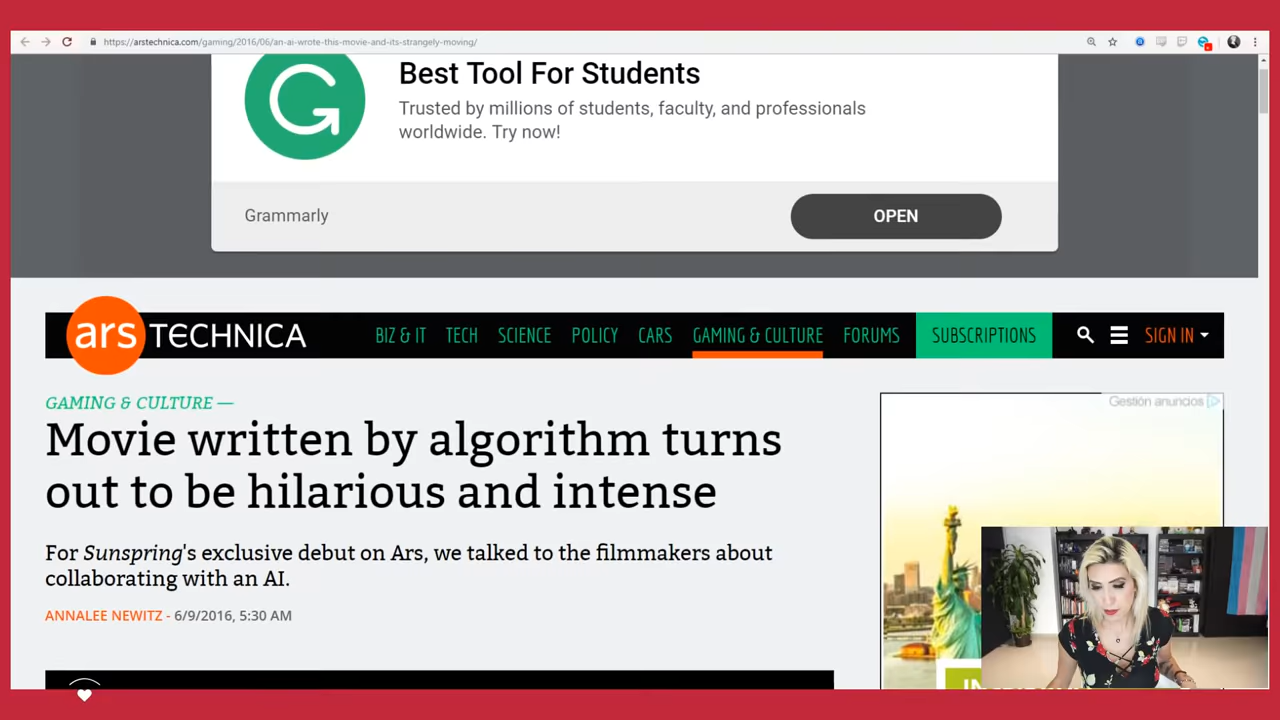 https://arstechnica.com/gaming/2016/06/an-ai-wrote-this-movie-and-its-strangely-moving/
Best Tool For Students
Trusted by millions of students, faculty, and professionals
worldwide. Try now!
Grammarly
OPEN
ars TECHNICA
BIZ & IT TECH SCIENCE POLICY CARS GAMING & CULTURE FORUMS SUBSCRIPTIONS SIGN IN
GAMING & CULTURE —
Movie written by algorithm turns
out to be hilarious and intense
For Sunspring's exclusive debut on Ars, we talked to the filmmakers about
collaborating with an AI.
ANNALEE NEWITZ - 6/9/2016, 5:30 AM
Gestión anuncios